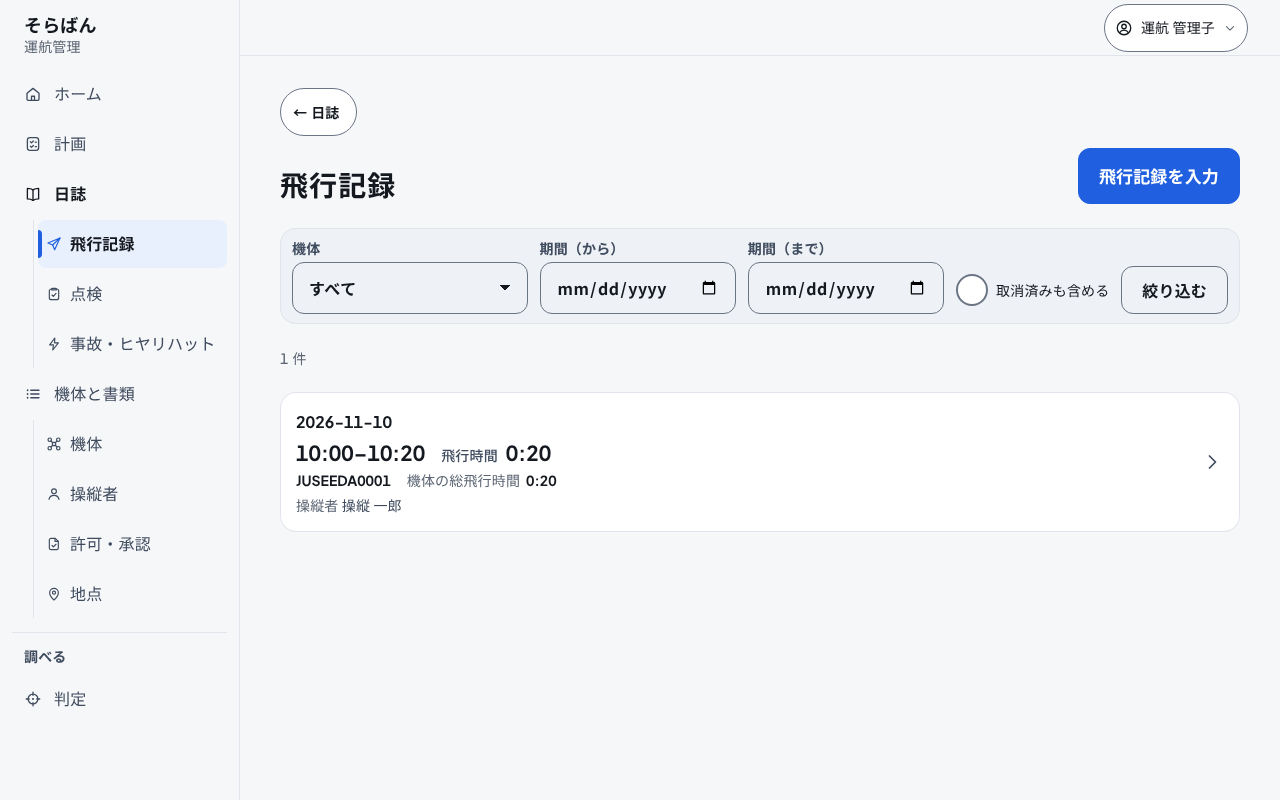 そらばん
運航管理
運航 管理子
ホーム
計画
日誌
飛行記録
点検
事故・ヒヤリハット
機体と書類
機体
操縦者
許可・承認
地点
調べる
判定
← 日誌
飛行記録
飛行記録を入力
機体
期間（から）
期間（まで）
すべて
mm/dd/yyyy
mm/dd/yyyy
取消済みも含める
絞り込む
1 件
2026-11-10
10:00–10:20 飛行時間 0:20
JUSEEDA0001 機体の総飛行時間 0:20
操縦者 操縦 一郎